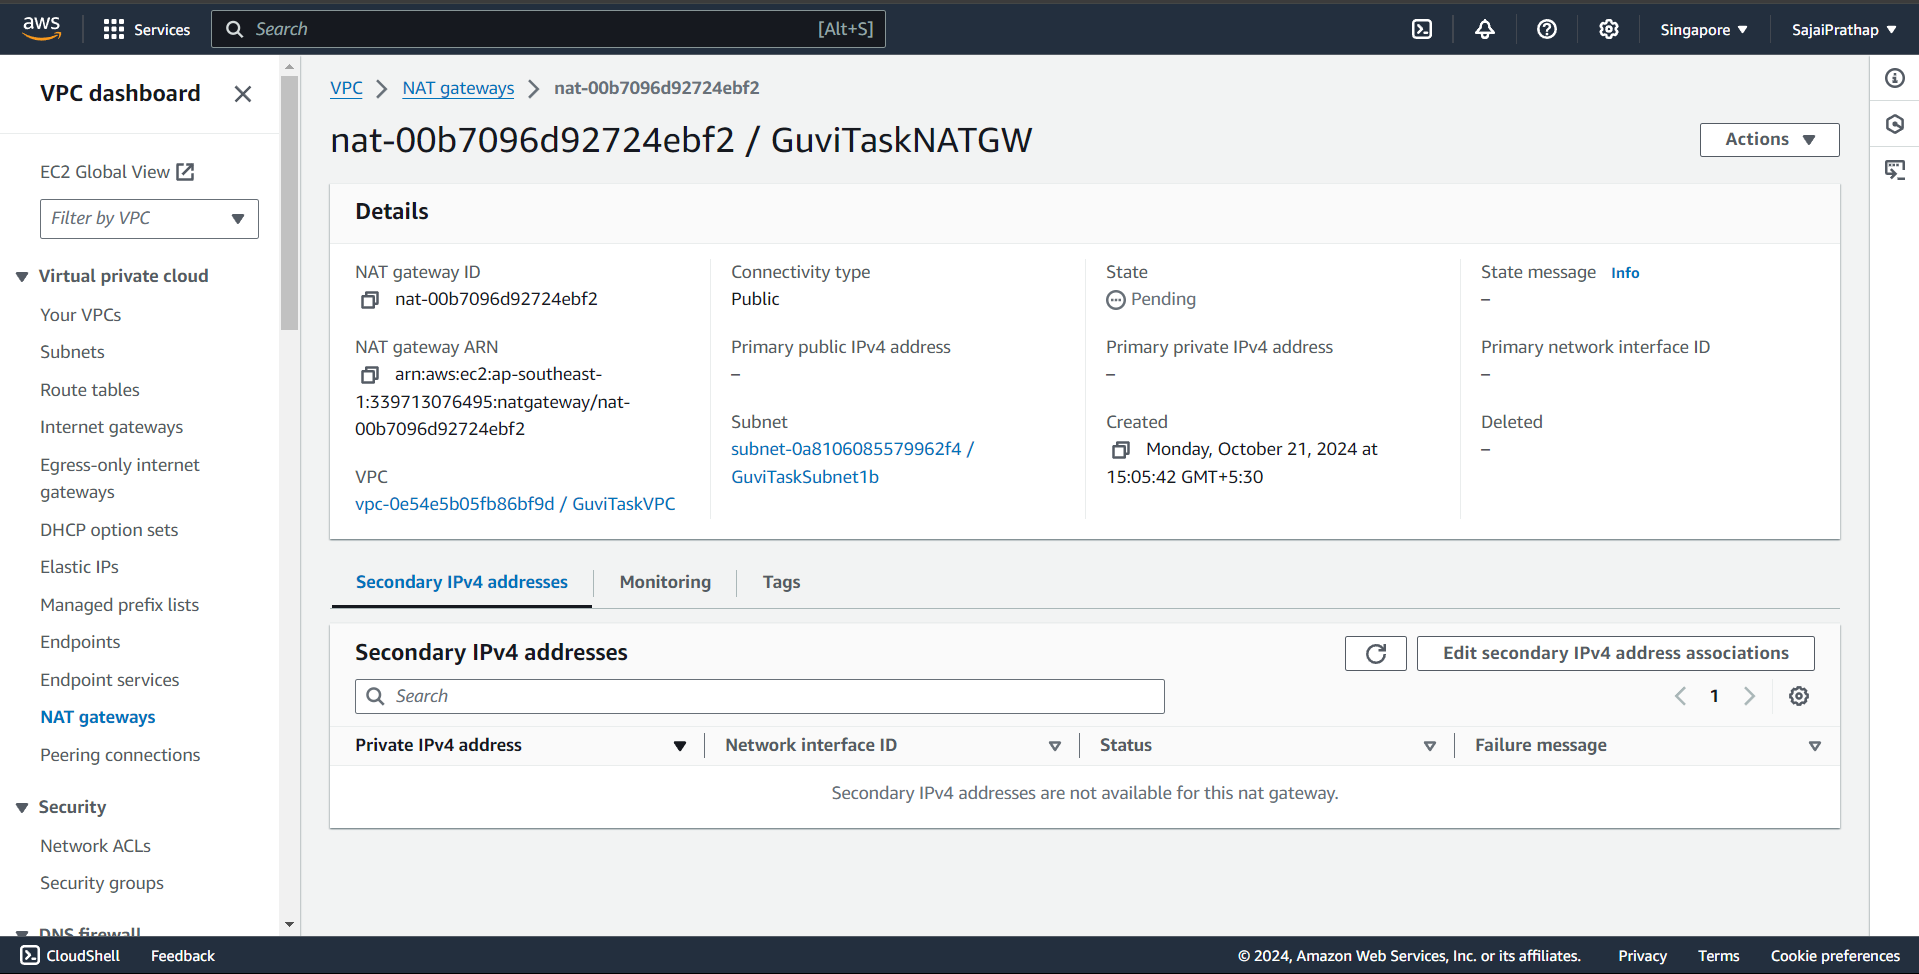 aws
Services
Search
[Alt+S]
Singapore
SajaiPrathap
VPC dashboard
EC2 Global View
Filter by VPC
Virtual private cloud
Your VPCs
Subnets
Route tables
Internet gateways
Egress-only internet
gateways
DHCP option sets
Elastic IPs
Managed prefix lists
Endpoints
Endpoint services
NAT gateways
Peering connections
Security
Network ACLs
Security groups
DNS firewall
VPC
NAT gateways
nat-00b7096d92724ebf2
nat-00b7096d92724ebf2 / GuviTaskNATGW
Actions
Details
NAT gateway ID
nat-00b7096d92724ebf2
NAT gateway ARN
arn:aws:ec2:ap-southeast-
1:339713076495:natgateway/nat-
00b7096d92724ebf2
VPC
vpc-0e54e5b05fb86bf9d / GuviTaskVPC
Connectivity type
Public
Primary public IPv4 address
–
Subnet
subnet-0a8106085579962f4 /
GuviTaskSubnet1b
State
Pending
Primary private IPv4 address
–
Created
Monday, October 21, 2024 at
15:05:42 GMT+5:30
State message Info
–
Primary network interface ID
–
Deleted
–
Secondary IPv4 addresses
Monitoring
Tags
Secondary IPv4 addresses
Edit secondary IPv4 address associations
Search
1
Private IPv4 address
Network interface ID
Status
Failure message
Secondary IPv4 addresses are not available for this nat gateway.
CloudShell
Feedback
© 2024, Amazon Web Services, Inc. or its affiliates.
Privacy
Terms
Cookie preferences